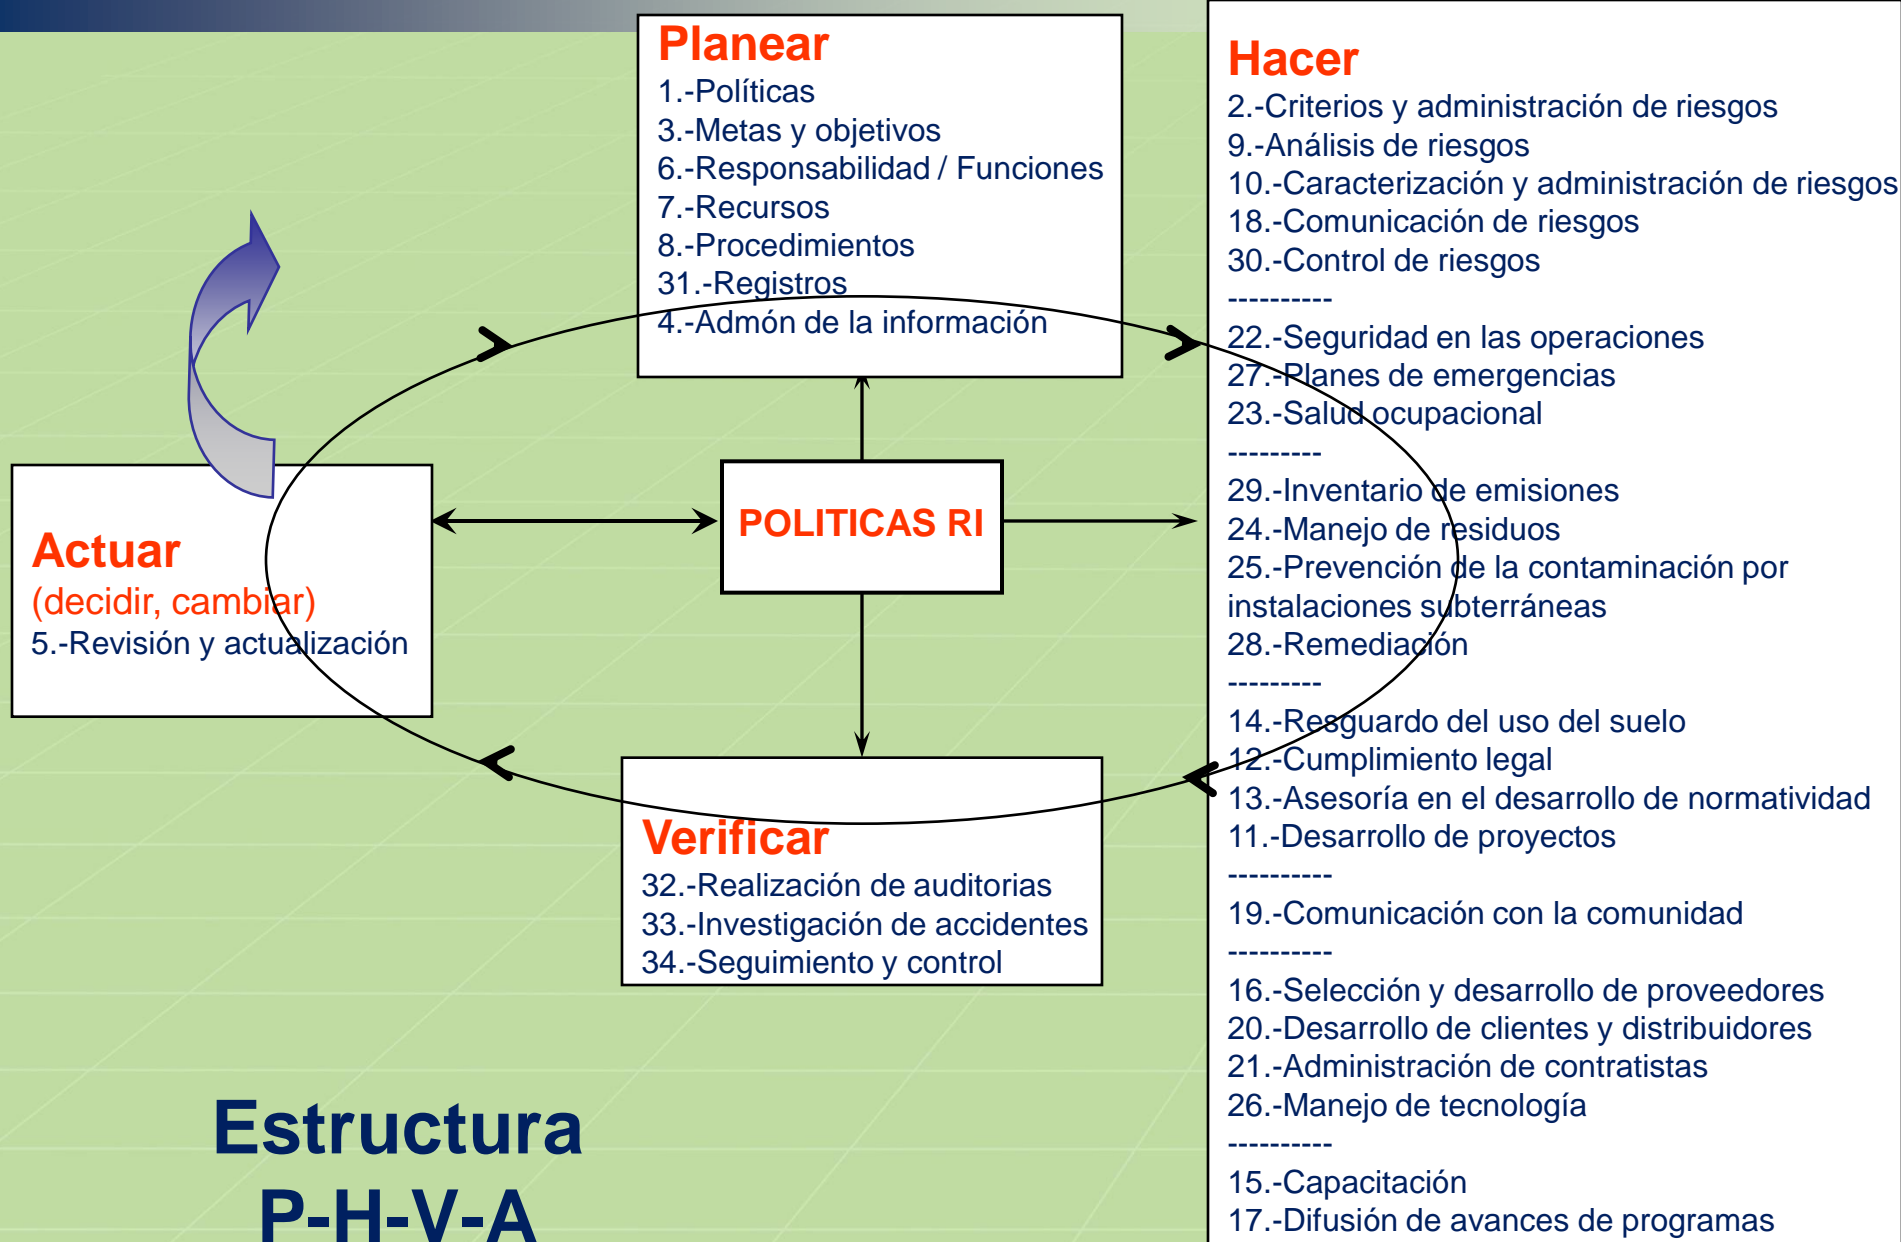 Planear
1.-Políticas
3.-Metas y objetivos
6.-Responsabilidad / Funciones
7.-Recursos
8.-Procedimientos
31.-Registros
4.-Admón de la información
Hacer
2.-Criterios y administración de riesgos
9.-Análisis de riesgos
10.-Caracterización y administración de riesgos
18.-Comunicación de riesgos
30.-Control de riesgos
----------
22.-Seguridad en las operaciones
27.-Planes de emergencias
23.-Salud ocupacional
---------
29.-Inventario de emisiones
24.-Manejo de residuos
25.-Prevención de la contaminación por
instalaciones subterráneas
28.-Remediación
---------
14.-Resguardo del uso del suelo
12.-Cumplimiento legal
13.-Asesoría en el desarrollo de normatividad
11.-Desarrollo de proyectos
----------
19.-Comunicación con la comunidad
----------
16.-Selección y desarrollo de proveedores
20.-Desarrollo de clientes y distribuidores
21.-Administración de contratistas
26.-Manejo de tecnología
----------
15.-Capacitación
17.-Difusión de avances de programas
POLITICAS RI
Actuar
(decidir, cambiar)
5.-Revisión y actualización
Verificar
32.-Realización de auditorias
33.-Investigación de accidentes
34.-Seguimiento y control
Estructura
P-H-V-A